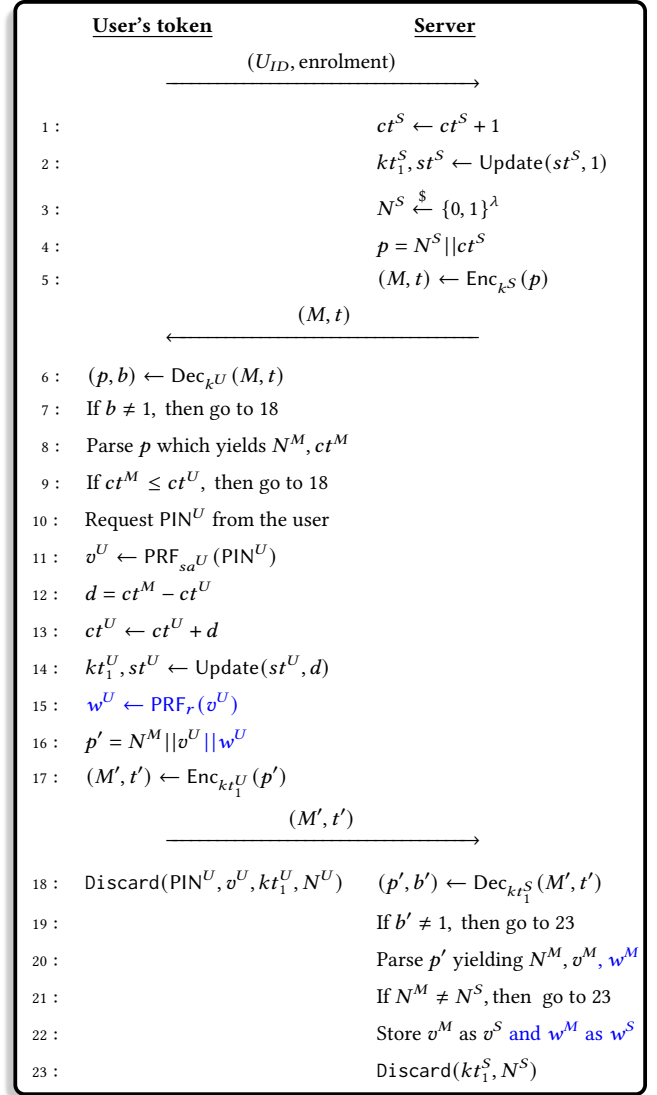 User's token Server
(U_ID, enrolment)
1 : ct^S ← ct^S + 1
2 : kt_1^S, st^S ← Update(st^S, 1)
3 : N^S ←$ {0, 1}^λ
4 : p = N^S||ct^S
5 : (M, t) ← Enc_{k^S}(p)
(M, t)
6 : (p, b) ← Dec_{k^U}(M, t)
7 : If b ≠ 1, then go to 18
8 : Parse p which yields N^M, ct^M
9 : If ct^M ≤ ct^U, then go to 18
10 : Request PIN^U from the user
11 : v^U ← PRF_{sa^U}(PIN^U)
12 : d = ct^M − ct^U
13 : ct^U ← ct^U + d
14 : kt_1^U, st^U ← Update(st^U, d)
15 : w^U ← PRF_r(v^U)
16 : p′ = N^M||v^U||w^U
17 : (M′, t′) ← Enc_{kt_1^U}(p′)
(M′, t′)
18 : Discard(PIN^U, v^U, kt_1^U, N^U) (p′, b′) ← Dec_{kt_1^S}(M′, t′)
19 : If b′ ≠ 1, then go to 23
20 : Parse p′ yielding N^M, v^M, w^M
21 : If N^M ≠ N^S, then go to 23
22 : Store v^M as v^S and w^M as w^S
23 : Discard(kt_1^S, N^S)